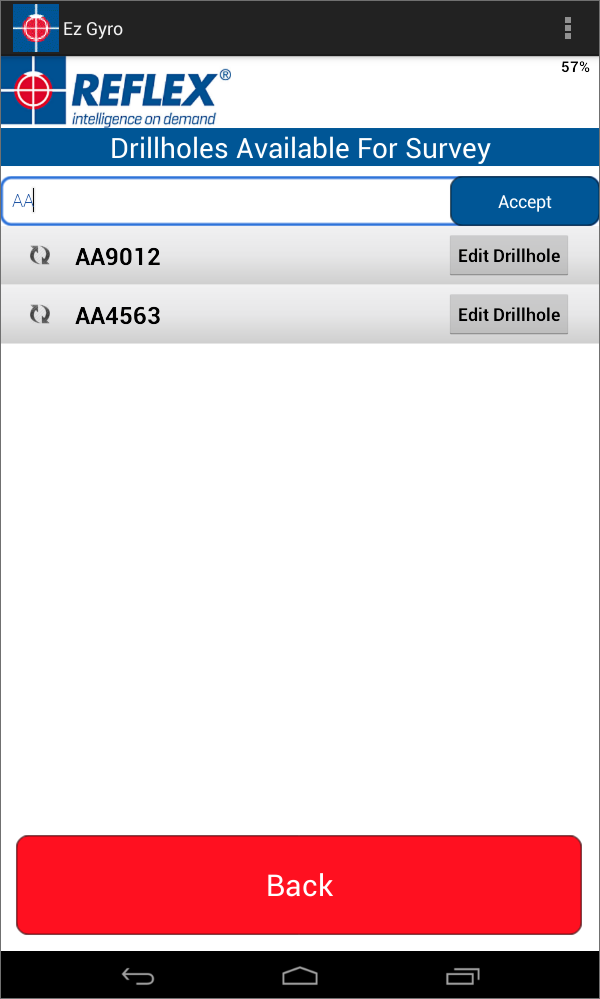 Ez Gyro
57%
REFLEX®
intelligence on demand
Drillholes Available For Survey
AA
Accept
AA9012
Edit Drillhole
AA4563
Edit Drillhole
Back